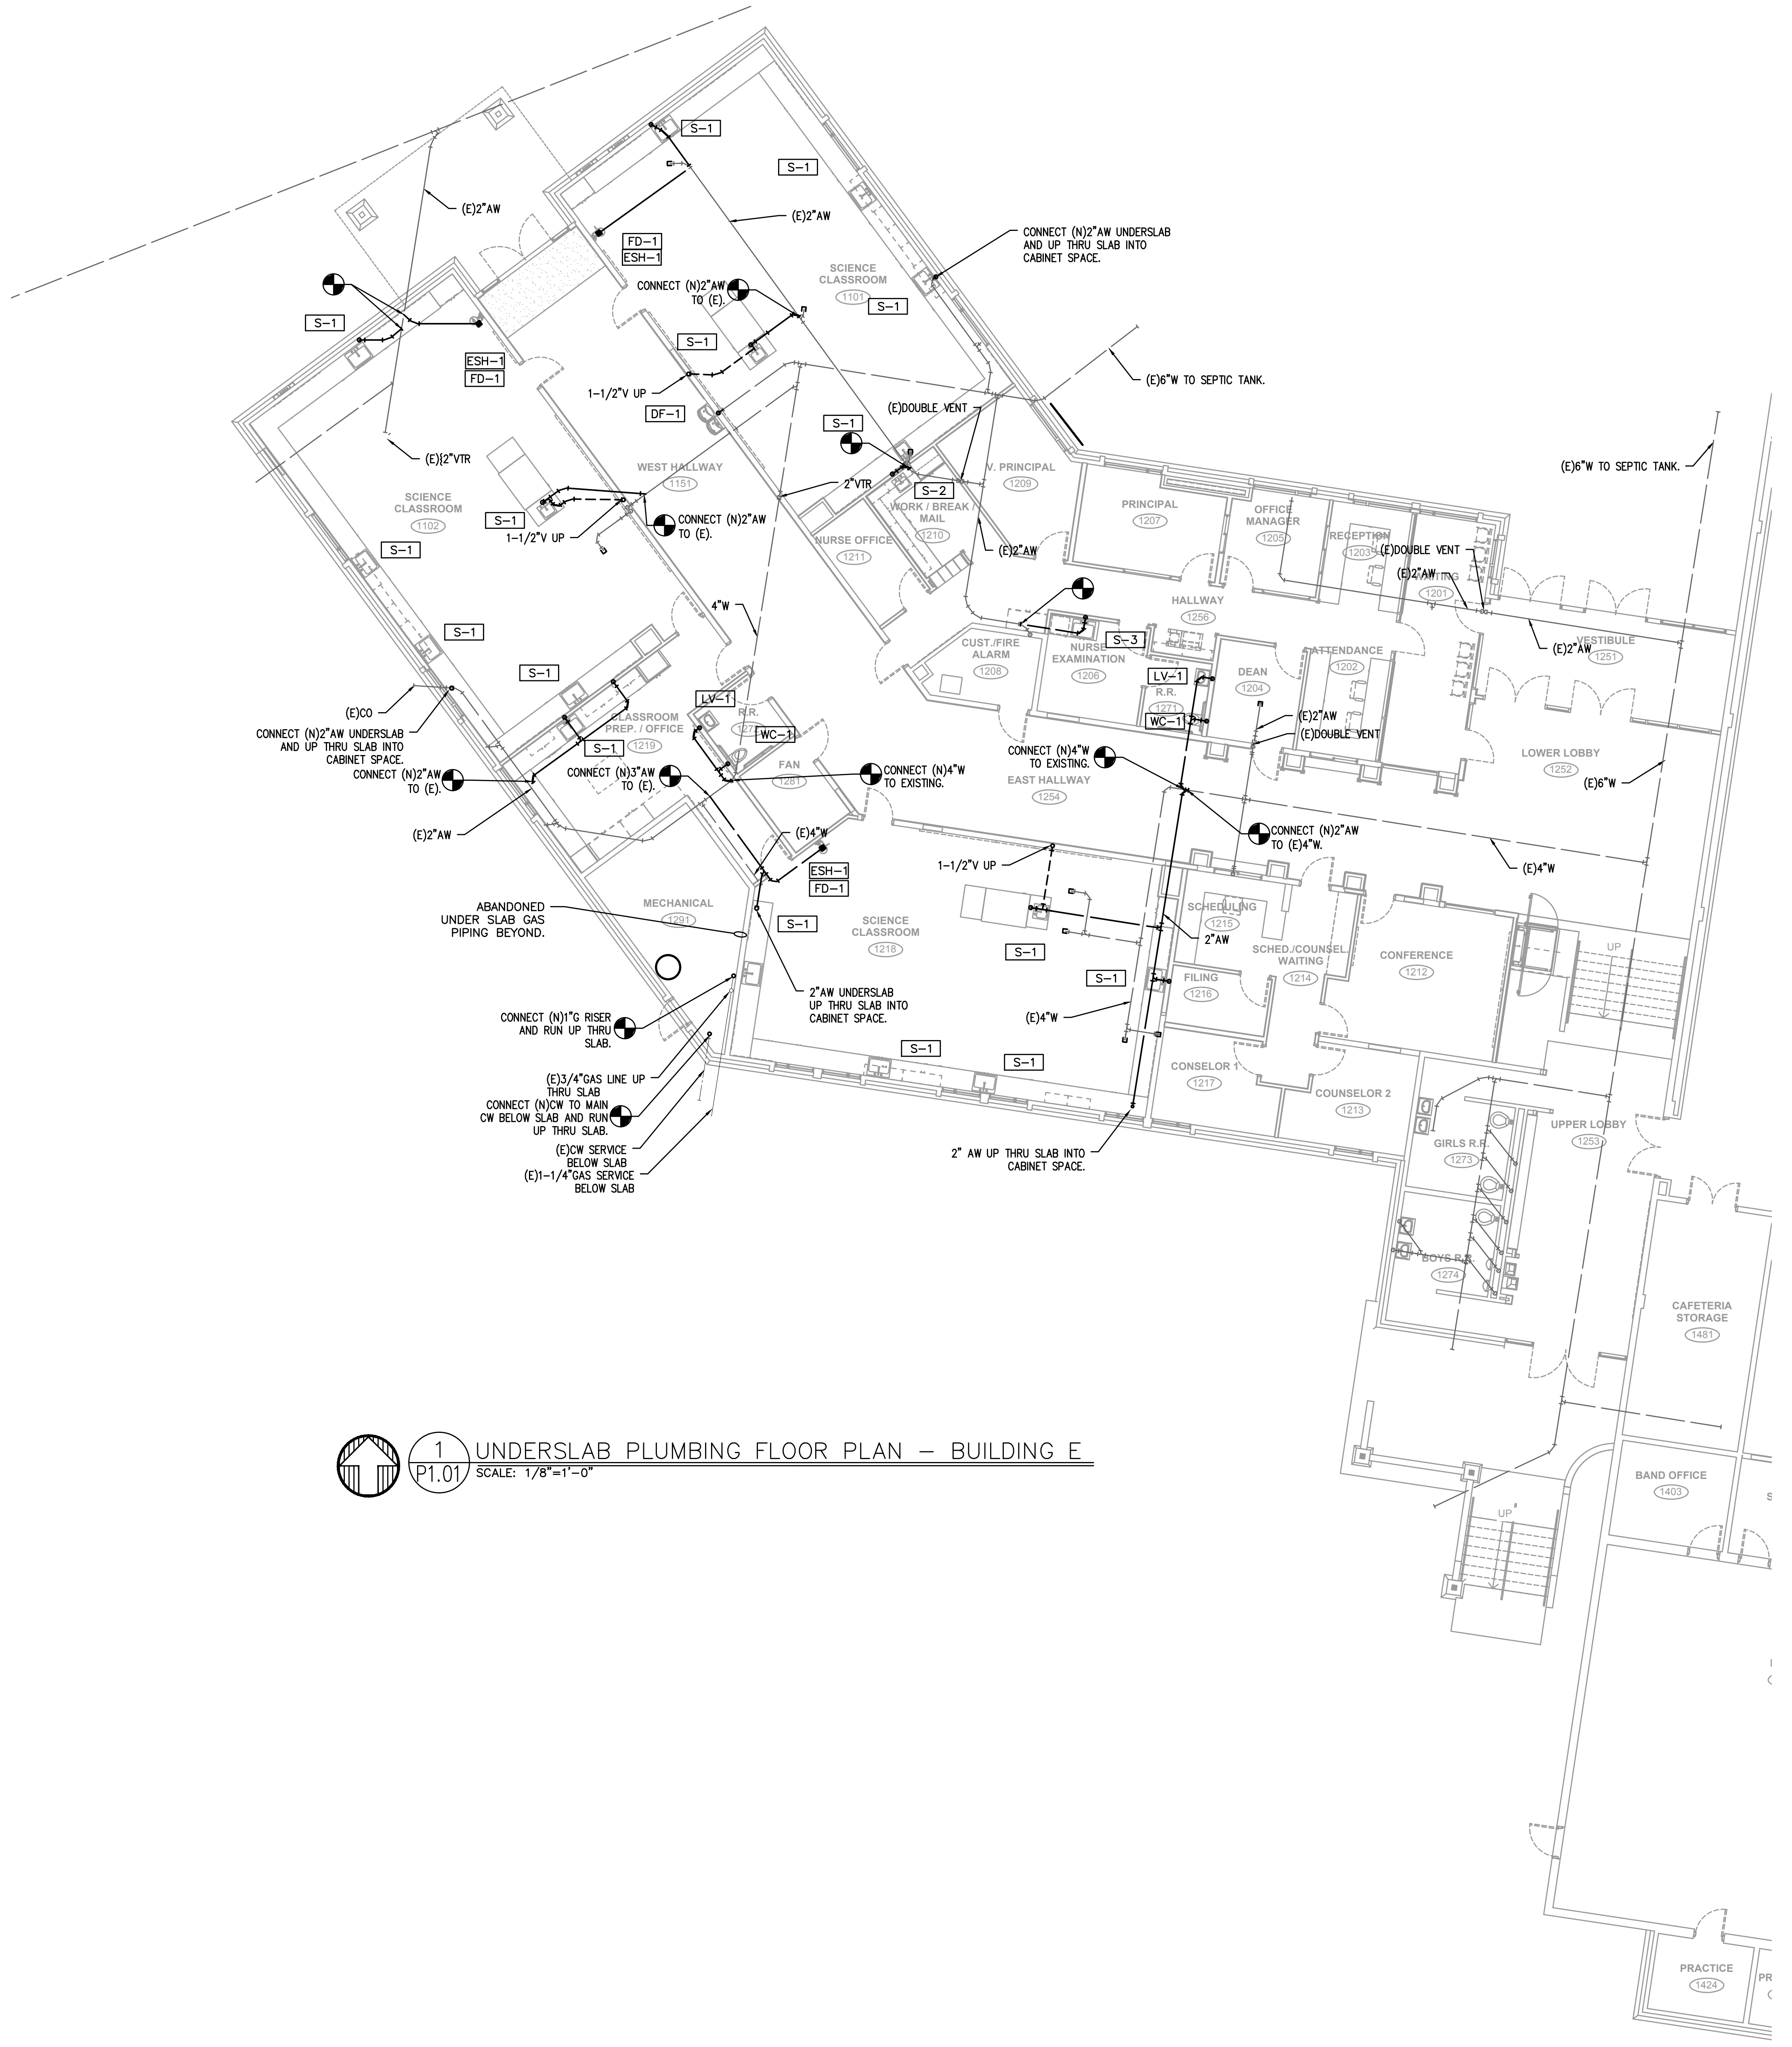 S-1
S-1
(E)2"AW
(E)2"AW
CONNECT (N)2"AW UNDERSLAB
AND UP THRU SLAB INTO
CABINET SPACE.
FD-1
ESH-1
SCIENCE
CLASSROOM
1101
CONNECT (N)2"AW
TO (E).
S-1
S-1
S-1
ESH-1
FD-1
1-1/2"V UP
DF-1
(E)6"W TO SEPTIC TANK.
(E)DOUBLE VENT
S-1
(E){2"VTR
WEST HALLWAY
1151
2"VTR
V. PRINCIPAL
1209
(E)6"W TO SEPTIC TANK.
SCIENCE
CLASSROOM
1102
S-2
WORK / BREAK /
MAIL
1210
PRINCIPAL
1207
OFFICE
MANAGER
1205
S-1
1-1/2"V UP
CONNECT (N)2"AW
TO (E).
NURSE OFFICE
1211
(E)2"AW
RECEPTION
1203
(E)DOUBLE VENT
(E)2"AW
WAITING
1201
S-1
4"W
HALLWAY
1256
S-1
CUST./FIRE
ALARM
1208
NURSE
EXAMINATION
1206
S-3
ATTENDANCE
1202
(E)2"AW
VESTIBULE
1251
S-1
LV-1
R.R.
1271
DEAN
1204
(E)CO
LV-1
R.R.
WC-1
WC-1
(E)2"AW
(E)DOUBLE VENT
CONNECT (N)2"AW UNDERSLAB
AND UP THRU SLAB INTO
CABINET SPACE.
CLASSROOM
PREP. / OFFICE
1219
S-1
CONNECT (N)2"AW
TO (E).
CONNECT (N)3"AW
TO (E).
FAN
1281
CONNECT (N)4"W
TO EXISTING.
CONNECT (N)4"W
TO EXISTING.
EAST HALLWAY
1254
LOWER LOBBY
1252
(E)6"W
(E)2"AW
(E)4"W
CONNECT (N)2"AW
TO (E)4"W.
1-1/2"V UP
(E)4"W
ESH-1
FD-1
ABANDONED
UNDER SLAB GAS
PIPING BEYOND.
MECHANICAL
1291
S-1
SCIENCE
CLASSROOM
1218
S-1
SCHEDULING
1215
2"AW
SCHED./COUNSEL.
WAITING
1214
CONFERENCE
1212
UP
S-1
FILING
1216
2"AW UNDERSLAB
UP THRU SLAB INTO
CABINET SPACE.
CONNECT (N)1"G RISER
AND RUN UP THRU
SLAB.
(E)4"W
S-1
S-1
CONSELOR 1
1217
COUNSELOR 2
1213
(E)3/4"GAS LINE UP
THRU SLAB
CONNECT (N)CW TO MAIN
CW BELOW SLAB AND RUN
UP THRU SLAB.
(E)CW SERVICE
BELOW SLAB
(E)1-1/4"GAS SERVICE
BELOW SLAB
2" AW UP THRU SLAB INTO
CABINET SPACE.
GIRLS R.R.
1273
UPPER LOBBY
1253
BOYS R.R.
1274
CAFETERIA
STORAGE
1481
1
P1.01
UNDERSLAB PLUMBING FLOOR PLAN - BUILDING E
SCALE: 1/8"=1'-0"
BAND OFFICE
1403
S
UP
PRACTICE
1424
PR